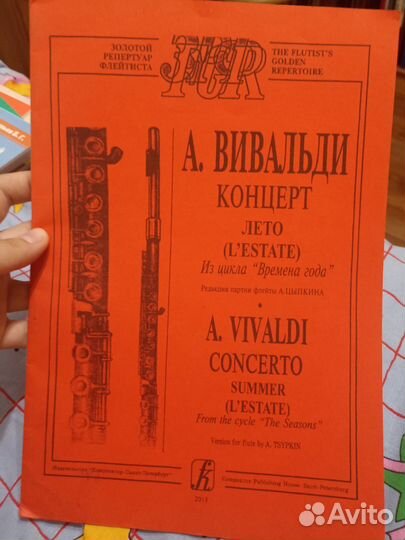 ЗОЛОТОЙ
РЕПЕРТУАР
ФЛЕЙТИСТА
THE FLUTIST'S
GOLDEN
REPERTOIRE
А. ВИВАЛЬДИ
КОНЦЕРТ
ЛЕТО
(L'ESTATE)
Из цикла "Времена года"
Редакция партии флейты А.ЦЫПКИНА
A. VIVALDI
CONCERTO
SUMMER
(L'ESTATE)
From the cycle "The Seasons"
Version for flute by A. TSYPKIN
Издательство "Композитор•Санкт-Петербург"
Compozitor Publishing House Saint-Petersburg
Avito